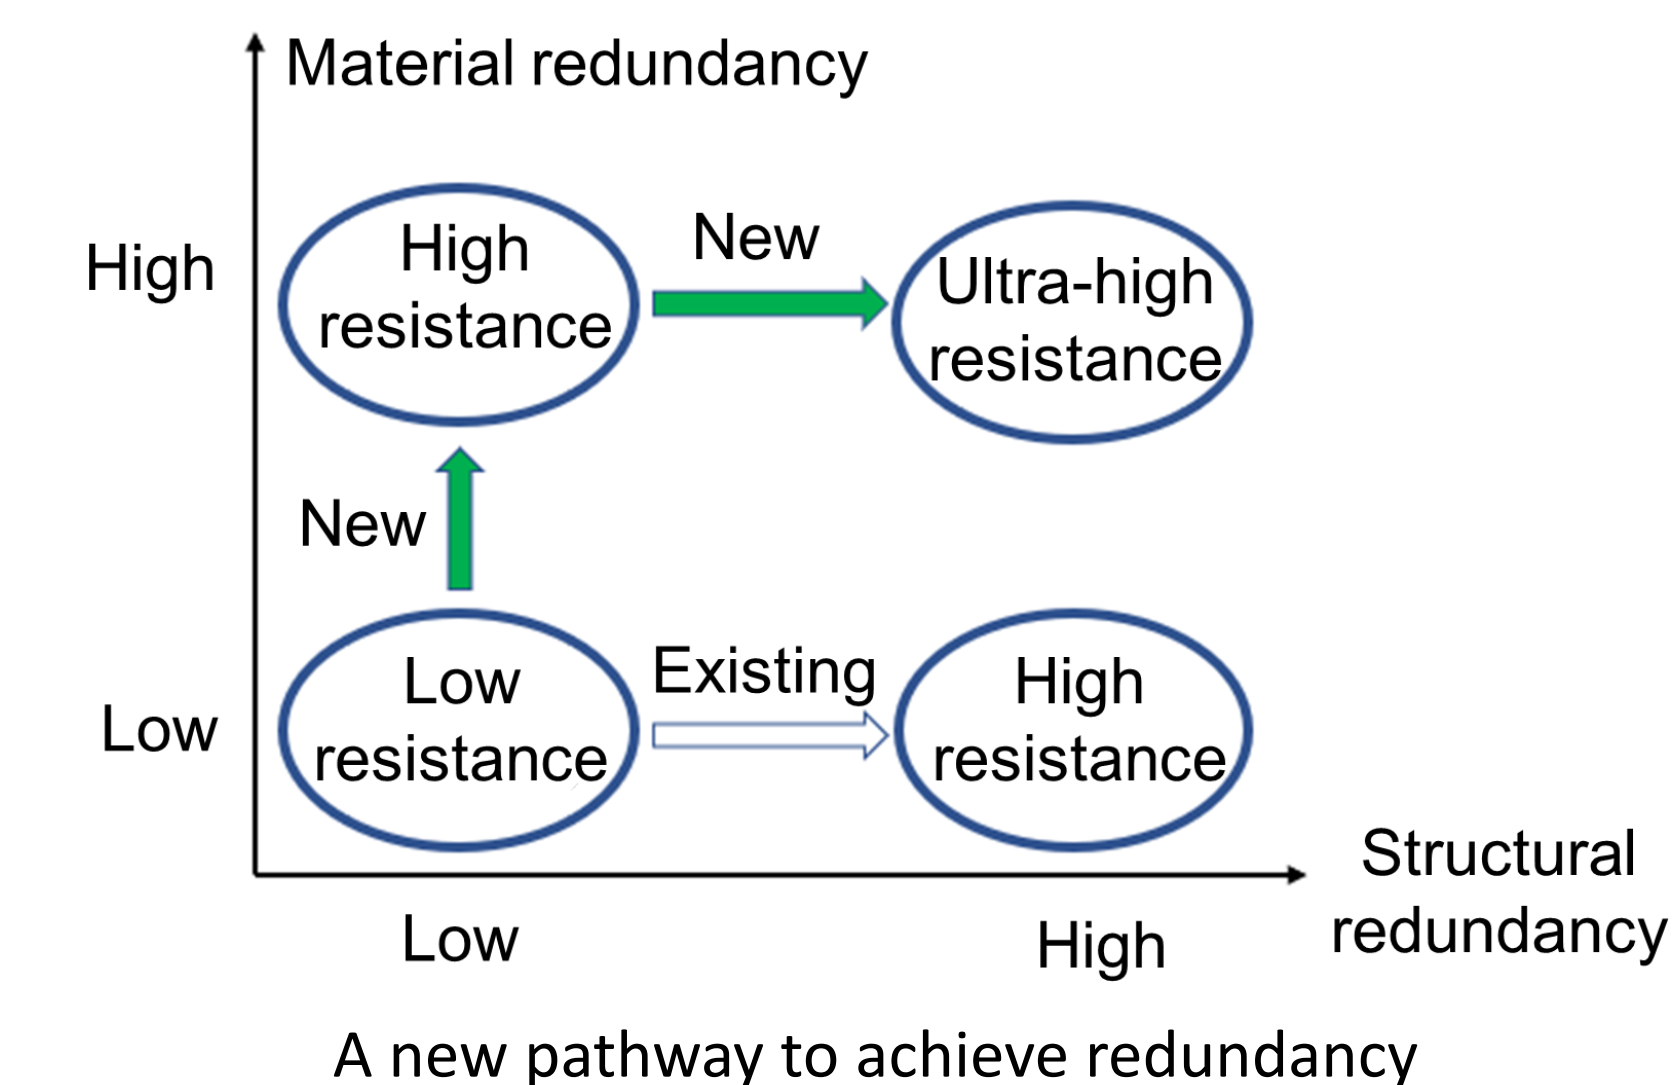 Material redundancy
High
High
resistance
New
Ultra-high
resistance
New
Low
Low
resistance
Existing
High
resistance
Structural
redundancy
Low
High
A new pathway to achieve redundancy